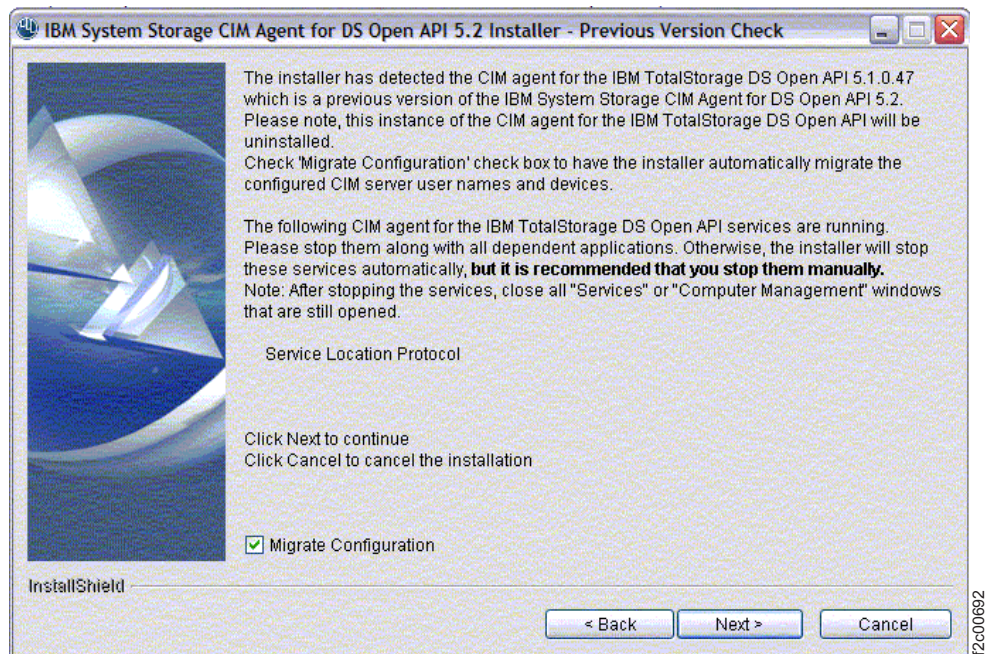 IBM System Storage CIM Agent for DS Open API 5.2 Installer - Previous Version Check
The installer has detected the CIM agent for the IBM TotalStorage DS Open API 5.1.0.47
which is a previous version of the IBM System Storage CIM Agent for DS Open API 5.2.
Please note, this instance of the CIM agent for the IBM TotalStorage DS Open API will be
uninstalled.
Check 'Migrate Configuration' check box to have the installer automatically migrate the
configured CIM server user names and devices.
The following CIM agent for the IBM TotalStorage DS Open API services are running.
Please stop them along with all dependent applications. Otherwise, the installer will stop
these services automatically, but it is recommended that you stop them manually.
Note: After stopping the services, close all "Services" or "Computer Management" windows
that are still opened.
Service Location Protocol
Click Next to continue
Click Cancel to cancel the installation
Migrate Configuration
InstallShield
< Back
Next >
Cancel
f2c00692